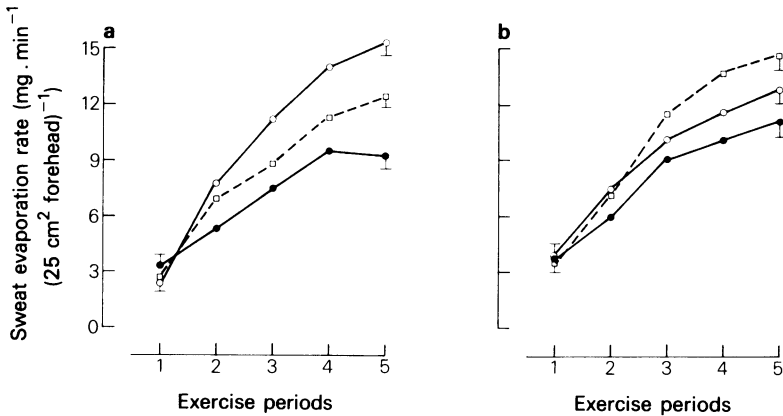 a
b
Sweat evaporation rate (mg . min⁻¹
(25 cm² forehead)⁻¹)
15
12
9
6
3
0
1 2 3 4 5
1 2 3 4 5
Exercise periods
Exercise periods